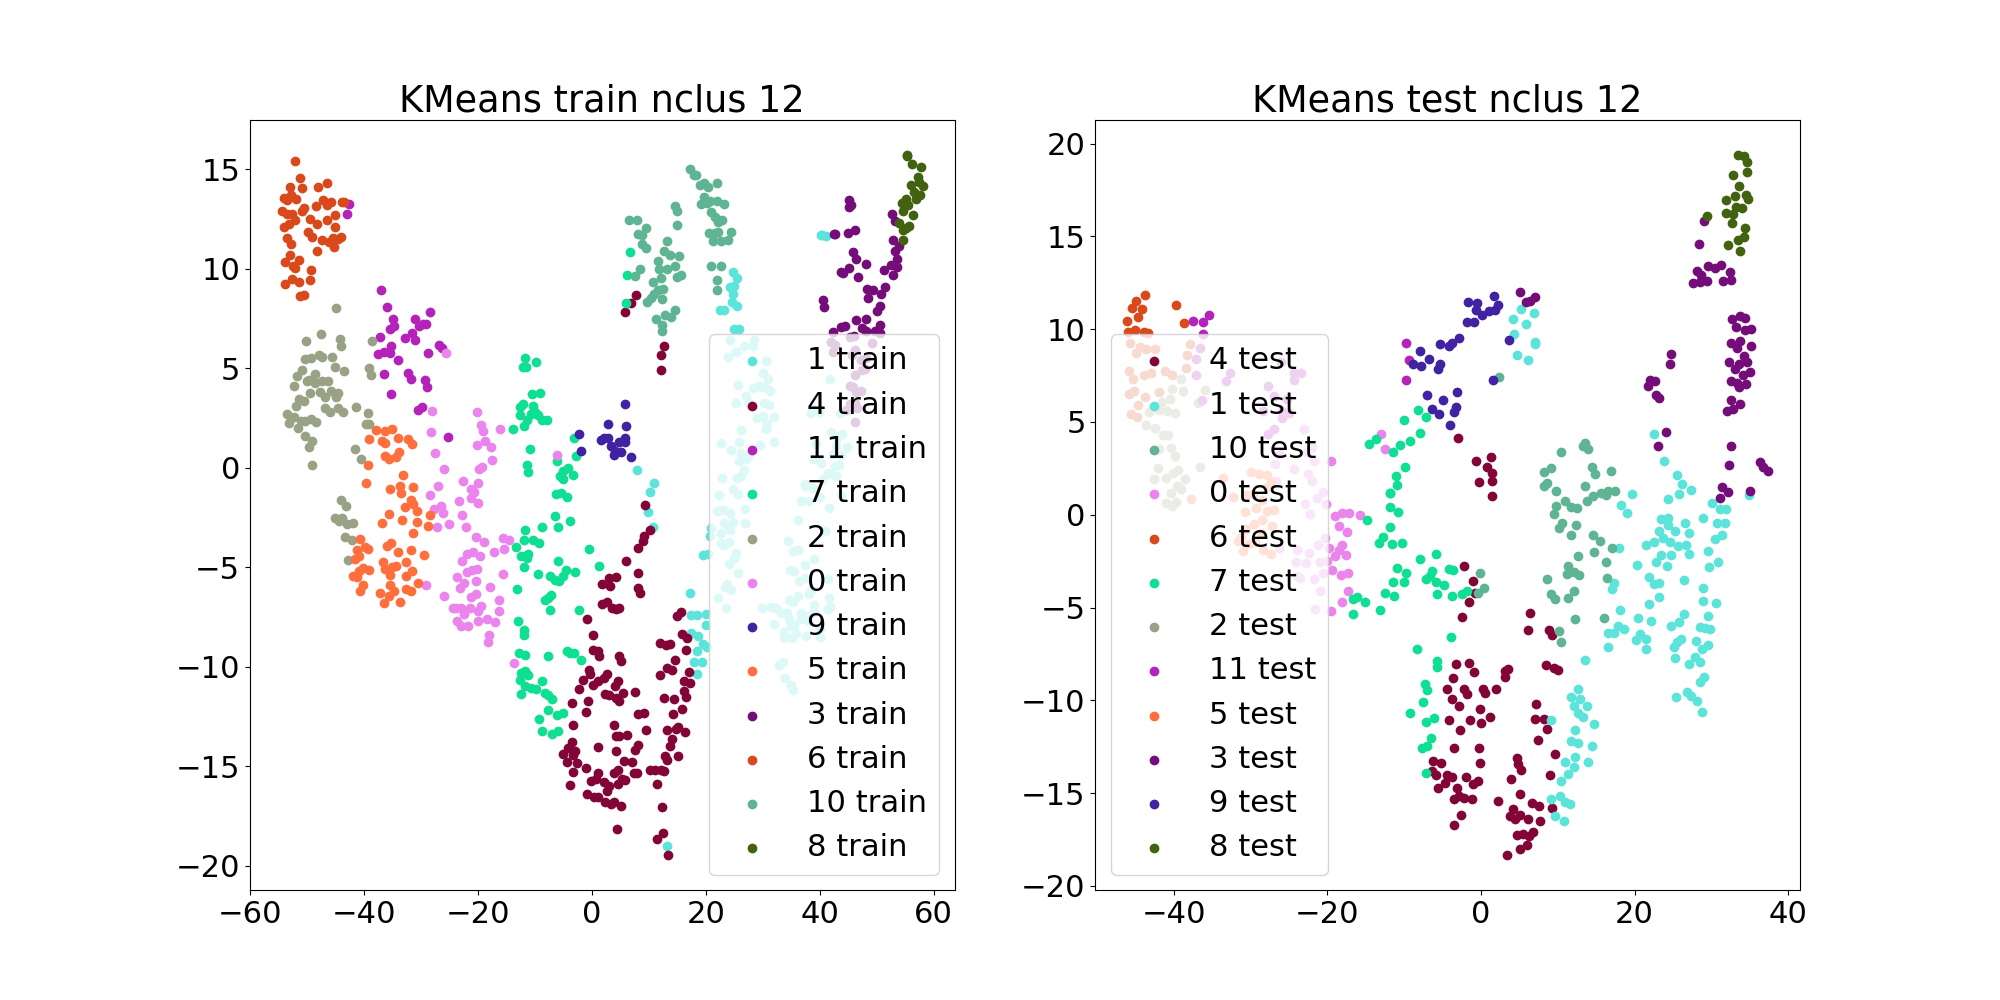 KMeans train nclus 12
15
10
5
0
−5
−10
−15
−20
−60
−40
−20
0
20
40
60
1 train
4 train
11 train
7 train
2 train
0 train
9 train
5 train
3 train
6 train
10 train
8 train
KMeans test nclus 12
20
15
10
5
0
−5
−10
−15
−20
−40
−20
0
20
40
4 test
1 test
10 test
0 test
6 test
7 test
2 test
11 test
5 test
3 test
9 test
8 test